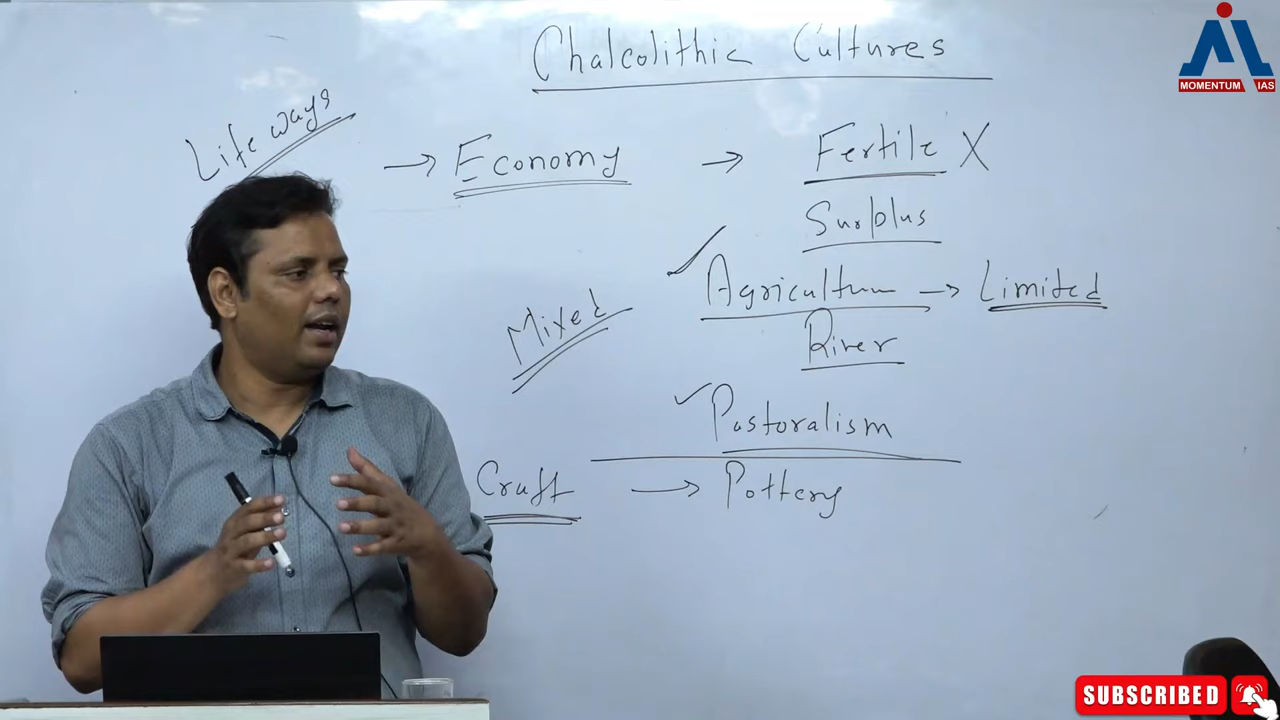 Chalcolithic Cultures
MOMENTUM IAS
Life ways → Economy → Fertile X
Surplus
✓ Agriculture → Limited
Mixed
River
✓ Pastoralism
Craft → Pottery
SUBSCRIBED